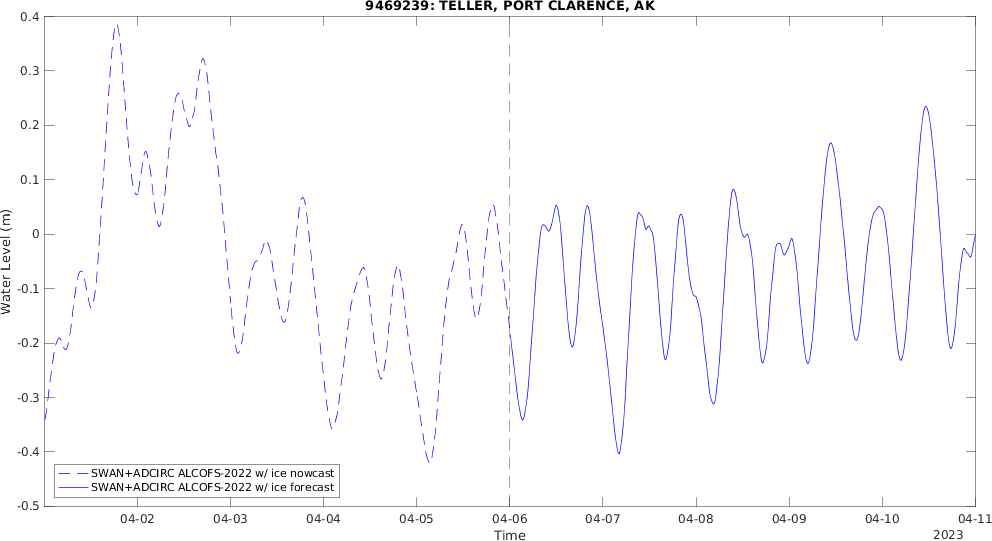 9469239: TELLER, PORT CLARENCE, AK
0.4
0.3
0.2
0.1
0
-0.1
-0.2
-0.3
-0.4
-0.5
Water Level (m)
SWAN+ADCIRC ALCOFS-2022 w/ ice nowcast
SWAN+ADCIRC ALCOFS-2022 w/ ice forecast
04-02 04-03 04-04 04-05 04-06 04-07 04-08 04-09 04-10 04-11
Time
2023